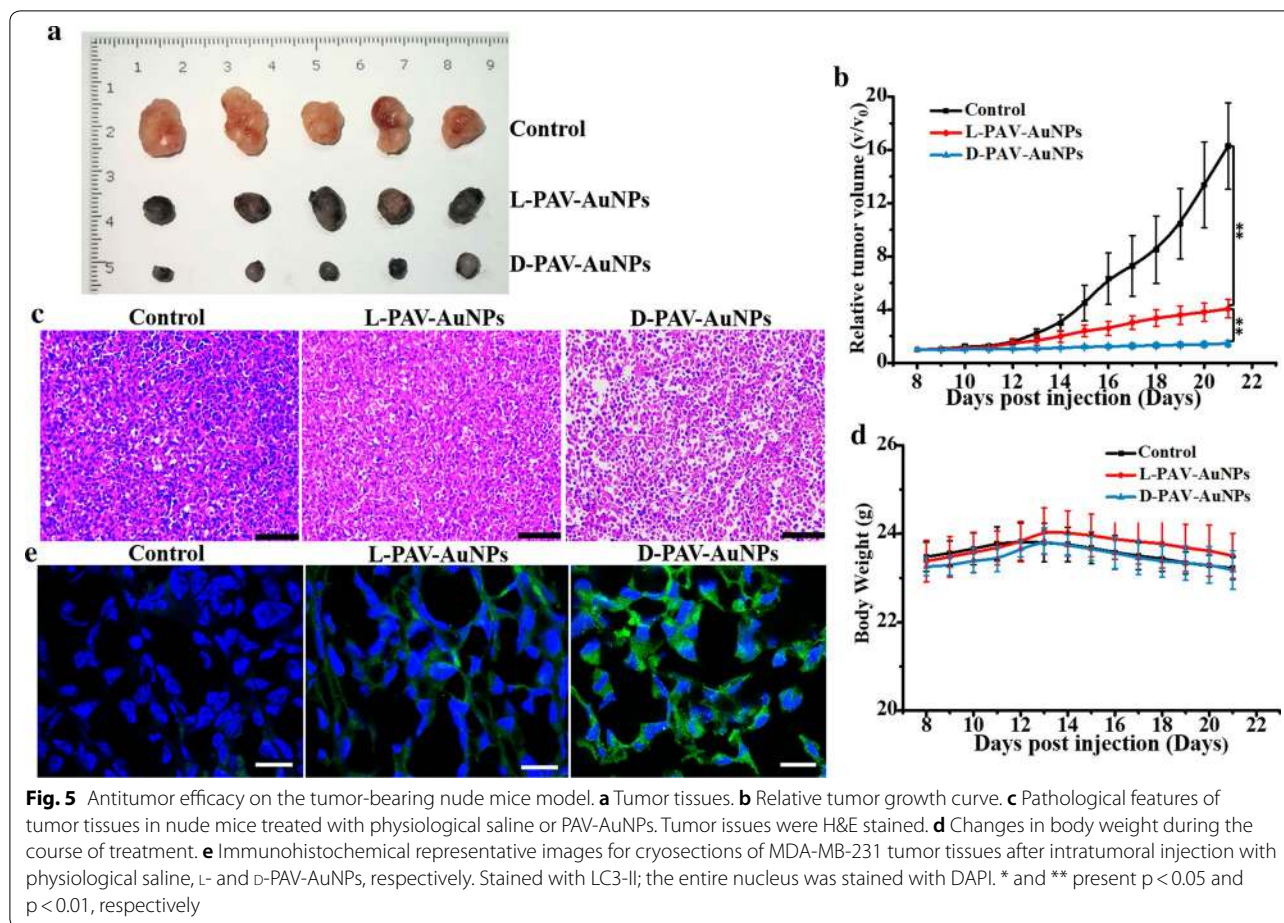 a
1 2 3 4 5 6 7 8 9
1
2
3
4
5
Control
L-PAV-AuNPs
D-PAV-AuNPs
b
Relative tumor volume (v/v₀)
20
16
12
8
4
0
Control
L-PAV-AuNPs
D-PAV-AuNPs
**
**
8 10 12 14 16 18 20 22
Days post injection (Days)
c
Control L-PAV-AuNPs D-PAV-AuNPs
d
Body Weight (g)
26
24
22
20
Control
L-PAV-AuNPs
D-PAV-AuNPs
8 10 12 14 16 18 20 22
Days post injection (Days)
e
Control L-PAV-AuNPs D-PAV-AuNPs
Fig. 5 Antitumor efficacy on the tumor-bearing nude mice model. a Tumor tissues. b Relative tumor growth curve. c Pathological features of
tumor tissues in nude mice treated with physiological saline or PAV-AuNPs. Tumor issues were H&E stained. d Changes in body weight during the
course of treatment. e Immunohistochemical representative images for cryosections of MDA-MB-231 tumor tissues after intratumoral injection with
physiological saline, L- and D-PAV-AuNPs, respectively. Stained with LC3-II; the entire nucleus was stained with DAPI. * and ** present p < 0.05 and
p < 0.01, respectively